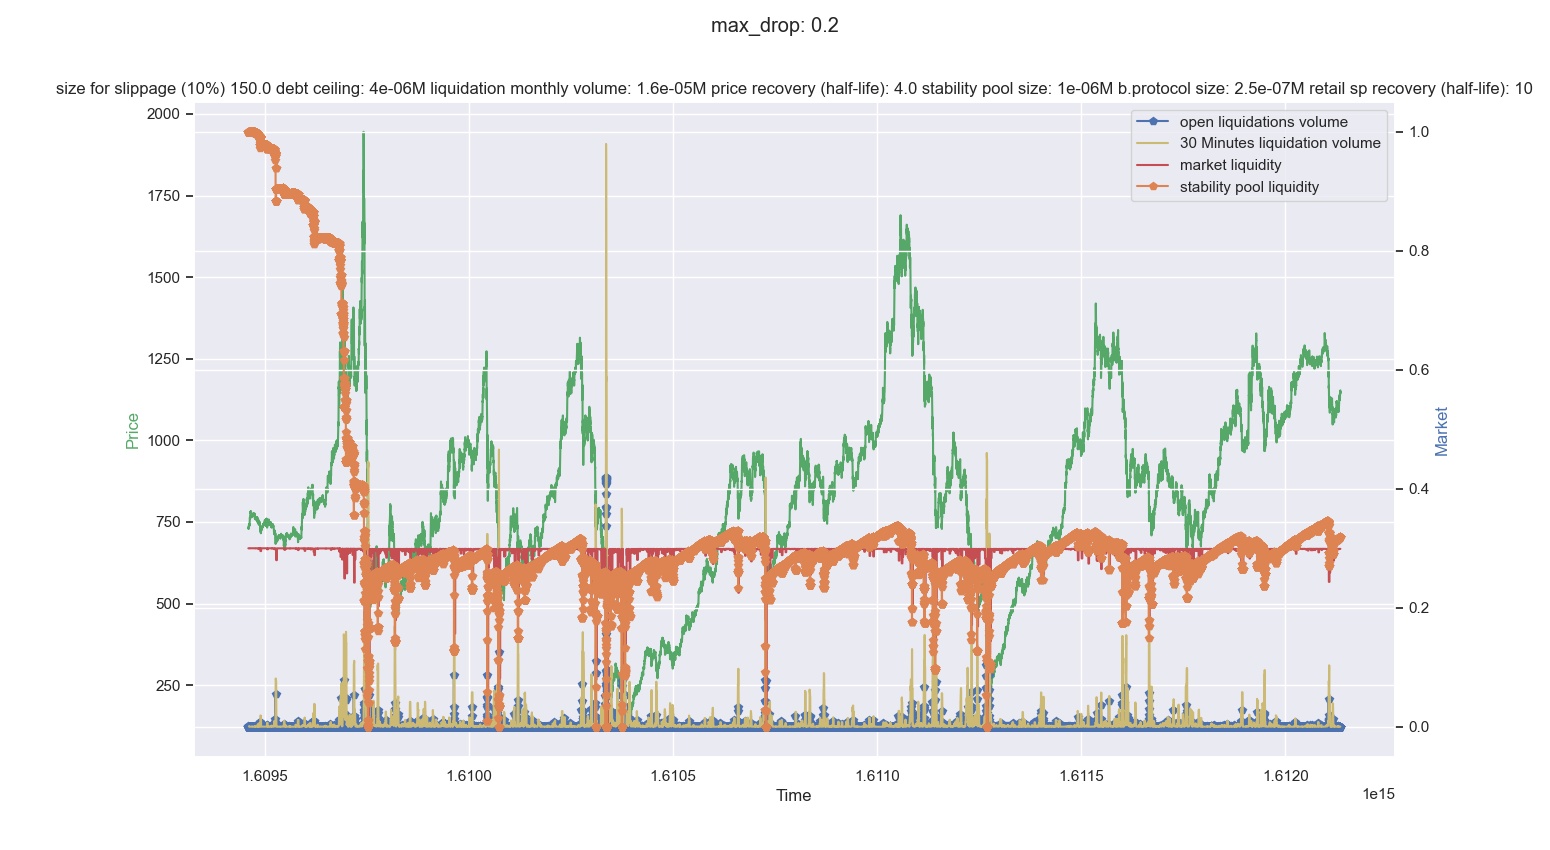 max_drop: 0.2
size for slippage (10%) 150.0 debt ceiling: 4e-06M liquidation monthly volume: 1.6e-05M price recovery (half-life): 4.0 stability pool size: 1e-06M b.protocol size: 2.5e-07M retail sp recovery (half-life): 10
open liquidations volume
30 Minutes liquidation volume
market liquidity
stability pool liquidity
2000
1750
1500
1250
1000
750
500
250
Price
1.0
0.8
0.6
0.4
0.2
0.0
Market
1.6095
1.6100
1.6105
1.6110
1.6115
1.6120
1e15
Time